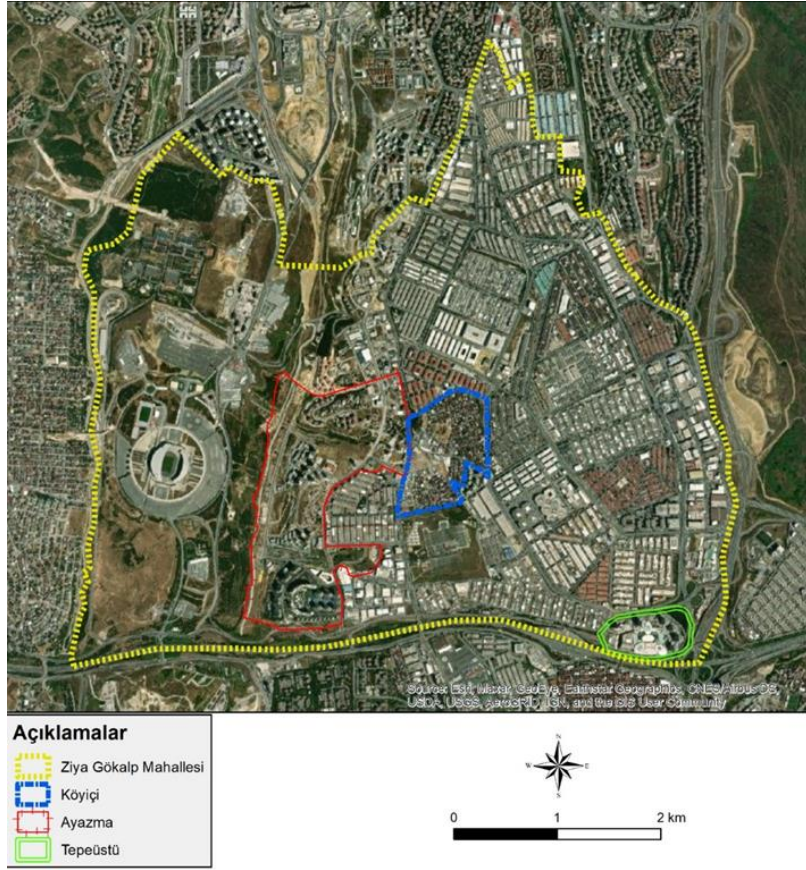 Source: Esri, Maxar, GeoEye, Earthstar Geographics, CNES/Airbus DS,
USDA, USGS, AeroGRID, IGN, and the GIS User Community
Açıklamalar
Ziya Gökalp Mahallesi
Köyiçi
Ayazma
Tepeüstü
N
W E
S
0 1 2 km